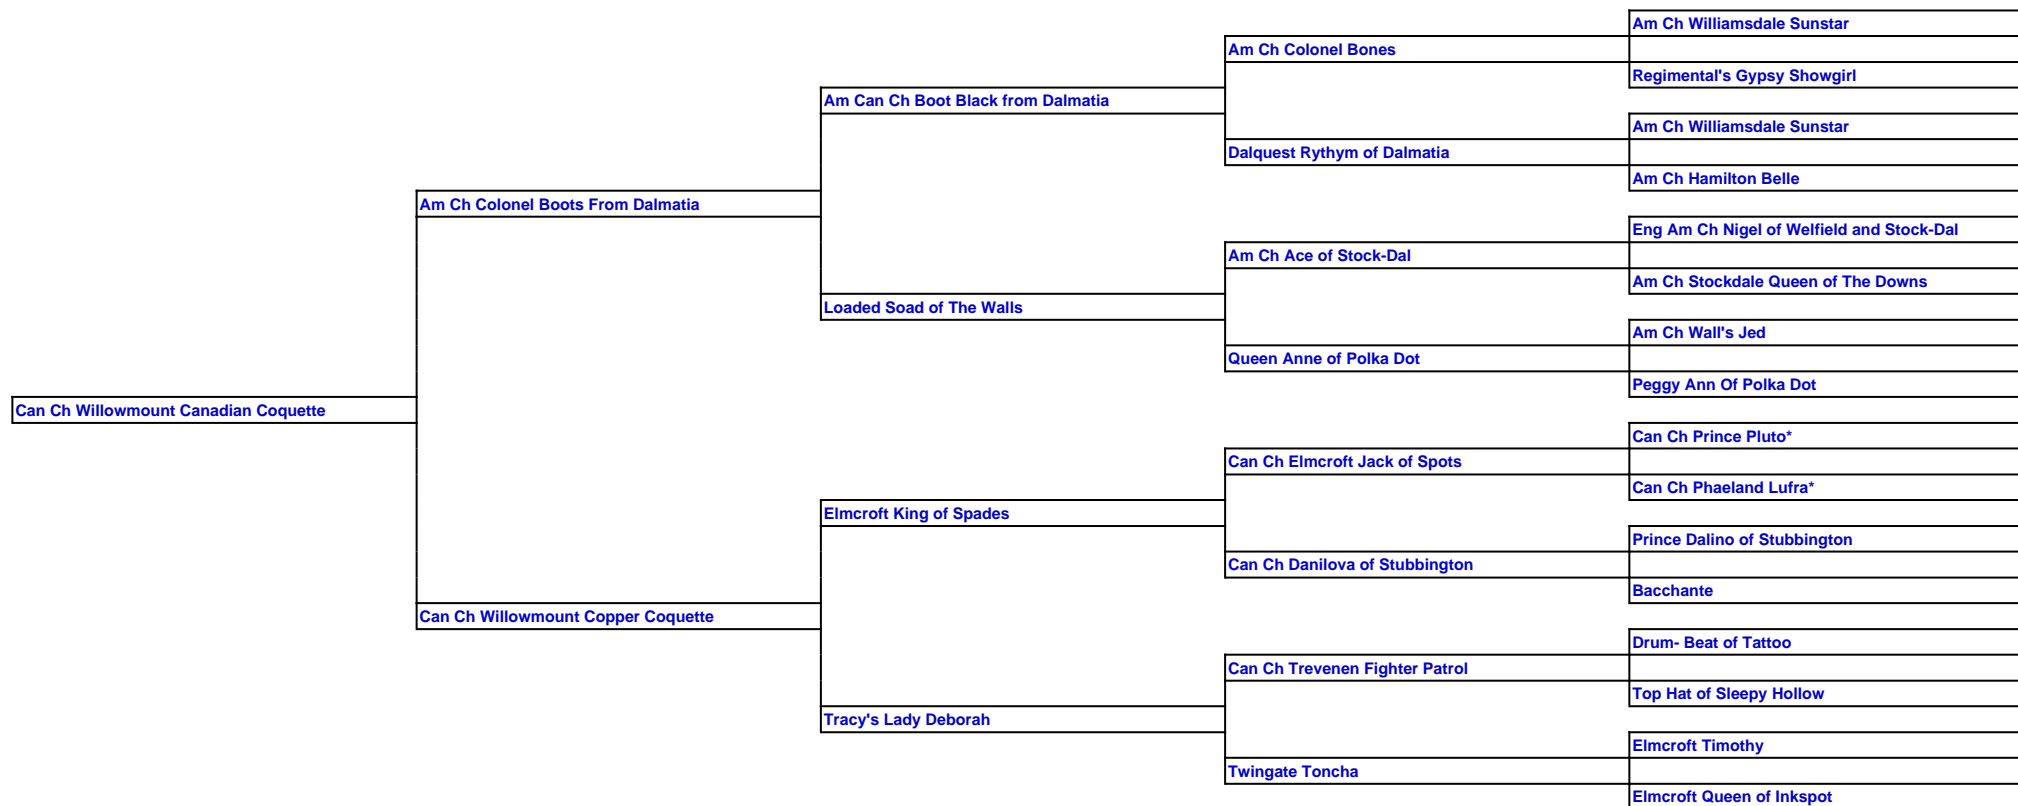 Am Ch Williamsdale Sunstar
Am Ch Colonel Bones
Regimental's Gypsy Showgirl
Am Can Ch Boot Black from Dalmatia
Am Ch Williamsdale Sunstar
Dalquest Rythym of Dalmatia
Am Ch Hamilton Belle
Am Ch Colonel Boots From Dalmatia
Eng Am Ch Nigel of Welfield and Stock-Dal
Am Ch Ace of Stock-Dal
Am Ch Stockdale Queen of The Downs
Loaded Soad of The Walls
Am Ch Wall's Jed
Queen Anne of Polka Dot
Peggy Ann Of Polka Dot
Can Ch Willowmount Canadian Coquette
Can Ch Prince Pluto*
Can Ch Elmcroft Jack of Spots
Can Ch Phaeland Lufra*
Elmcroft King of Spades
Prince Dalino of Stubbington
Can Ch Danilova of Stubbington
Bacchante
Can Ch Willowmount Copper Coquette
Drum- Beat of Tattoo
Can Ch Trevenen Fighter Patrol
Top Hat of Sleepy Hollow
Tracy's Lady Deborah
Elmcroft Timothy
Twingate Toncha
Elmcroft Queen of Inkspot